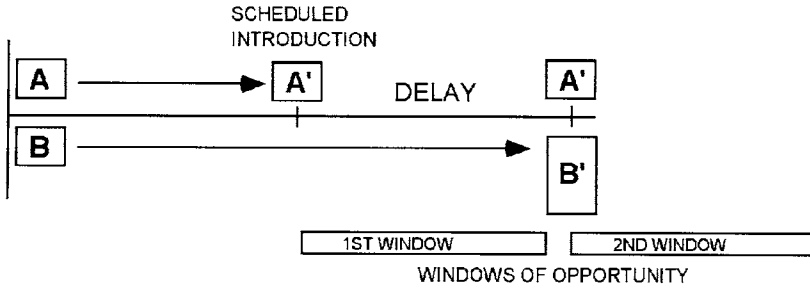 SCHEDULED
INTRODUCTION
A A' DELAY A'
B B'
1ST WINDOW 2ND WINDOW
WINDOWS OF OPPORTUNITY